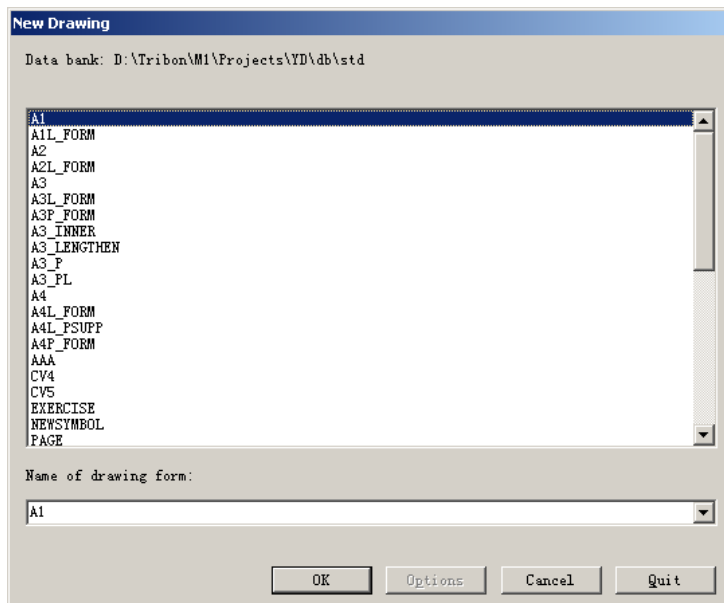 New Drawing
Data bank: D:\Tribon\M1\Projects\YD\db\std
A1
A1L_FORM
A2
A2L_FORM
A3
A3L_FORM
A3P_FORM
A3_INNER
A3_LENGTHEN
A3_P
A3_PL
A4
A4L_FORM
A4L_PSUPP
A4P_FORM
AAA
CV4
CV5
EXERCISE
NEWSYMBOL
PAGE
Name of drawing form:
A1
OK Options Cancel Quit